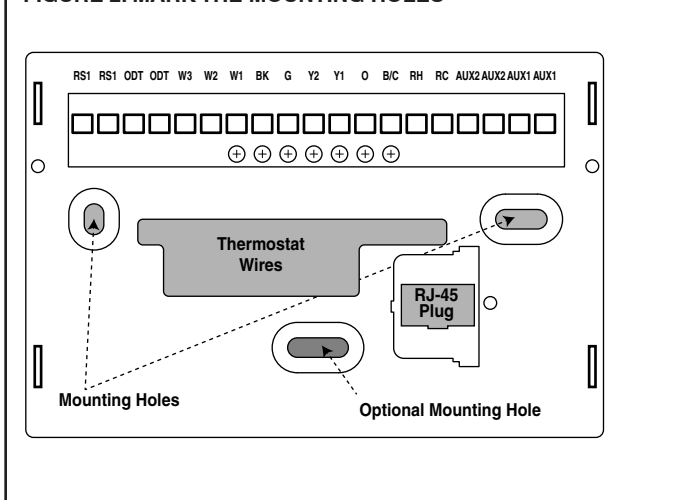 FIGURE 2. MARK THE MOUNTING HOLES
RS1 RS1 ODT ODT W3 W2 W1 BK G Y2 Y1 O B/C RH RC AUX2 AUX2 AUX1 AUX1
Thermostat
Wires
RJ-45
Plug
Mounting Holes
Optional Mounting Hole